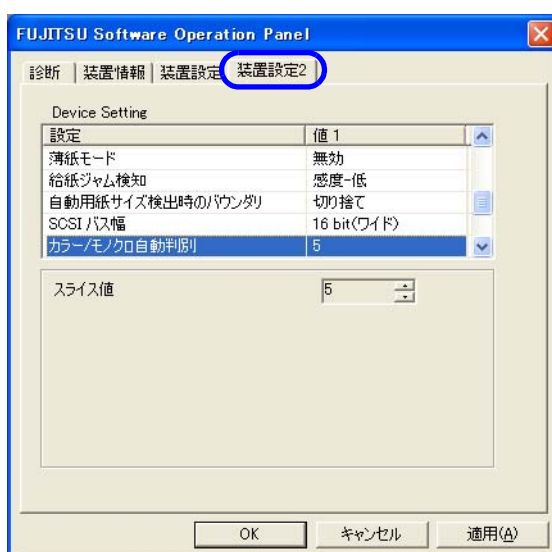 FUJITSU Software Operation Panel
診断 装置情報 装置設定 装置設定2
Device Setting
設定 値 1
薄紙モード 無効
給紙ジャム検知 感度-低
自動用紙サイズ検出時のバウンダリ 切り捨て
SCSI バス幅 16 bit(ワイド)
カラー/モノクロ自動判別 5
スライス値 5
OK キャンセル 適用(A)